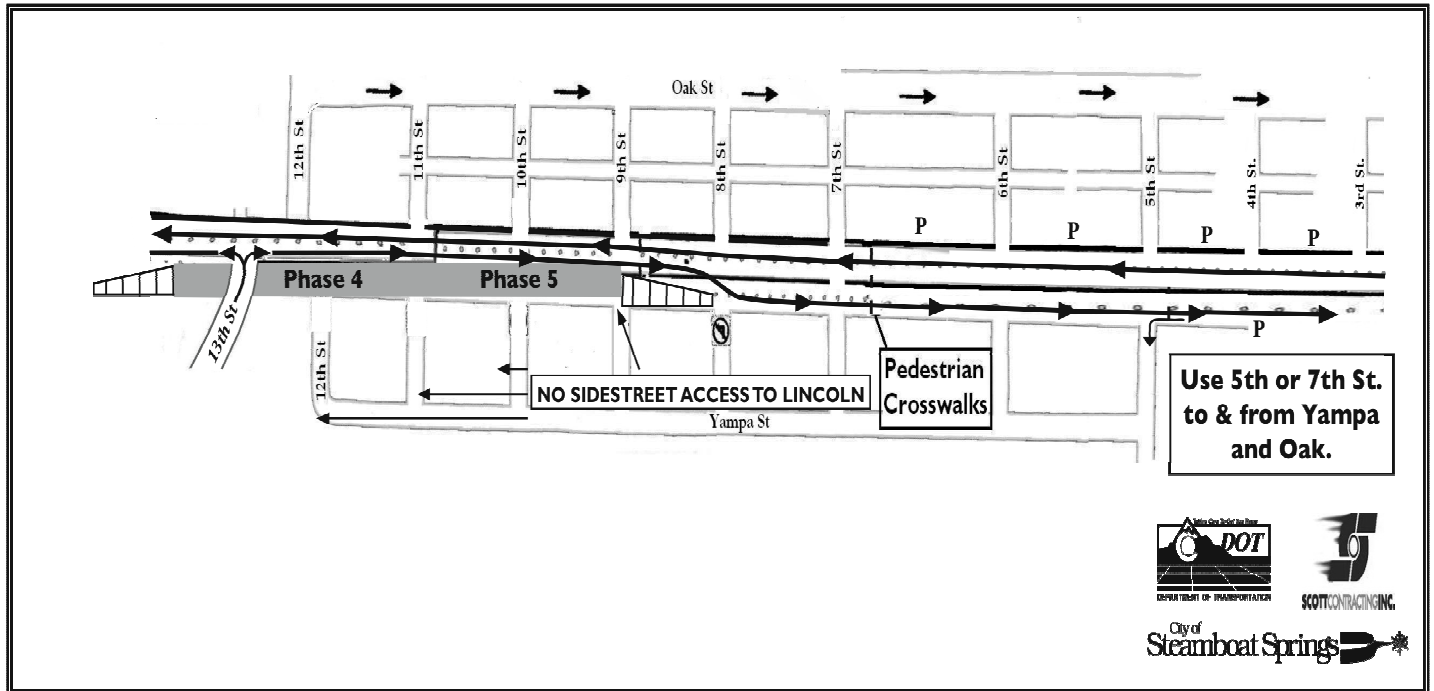 Oak St
12th St
11th St
10th St
9th St
8th St
7th St
6th St
5th St
4th St.
3rd St.
P
P
P
P
Phase 4
Phase 5
13th St
12th St
P
NO SIDESTREET ACCESS TO LINCOLN
Pedestrian
Crosswalks
Yampa St
Use 5th or 7th St.
to & from Yampa
and Oak.
DOT
DEPARTMENT OF TRANSPORTATION
SCOTTCONTRACTINGINC.
City of
Steamboat Springs